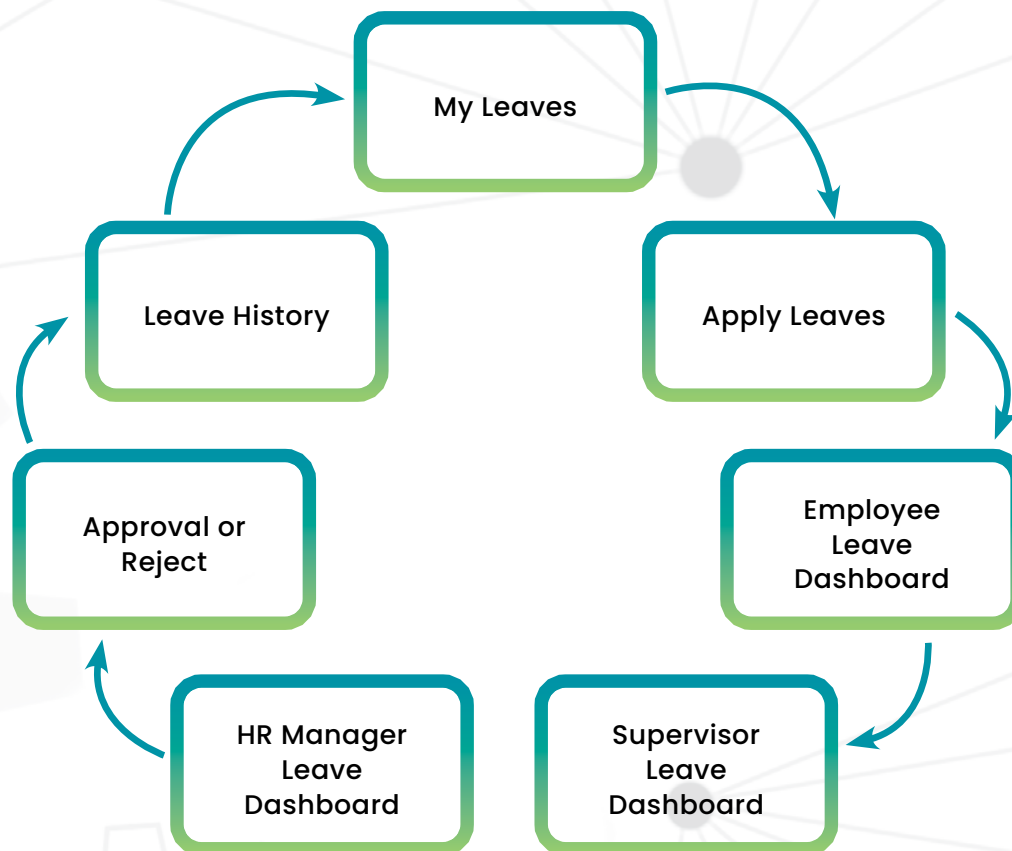 My Leaves
Leave History
Apply Leaves
Approval or
Reject
Employee
Leave
Dashboard
HR Manager
Leave
Dashboard
Supervisor
Leave
Dashboard